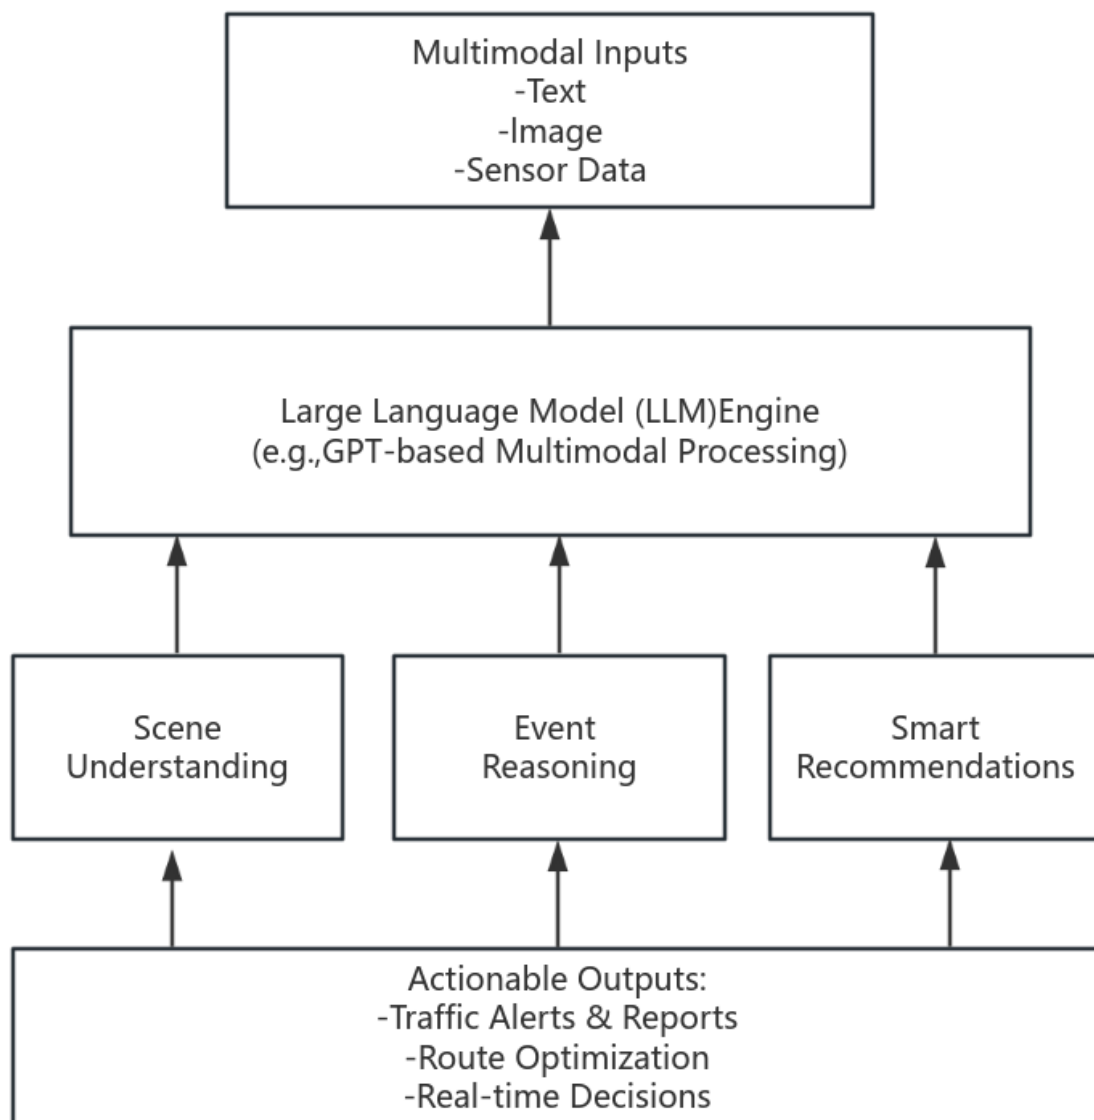 Multimodal Inputs
-Text
-Image
-Sensor Data
Large Language Model (LLM)Engine
(e.g.,GPT-based Multimodal Processing)
Scene
Understanding
Event
Reasoning
Smart
Recommendations
Actionable Outputs:
-Traffic Alerts & Reports
-Route Optimization
-Real-time Decisions